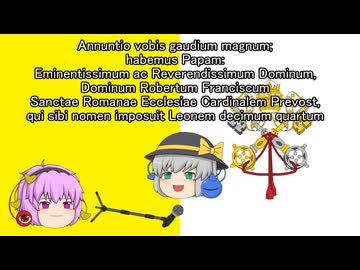 Annuntio vobis gaudium magnum;
habemus Papam:
Eminentissimum ac Reverendissimum Dominum,
Dominum Robertum Franciscum
Sanctae Romanae Ecclesiae Cardinalem Prevost,
qui sibi nomen imposuit Leonem decimum quartum